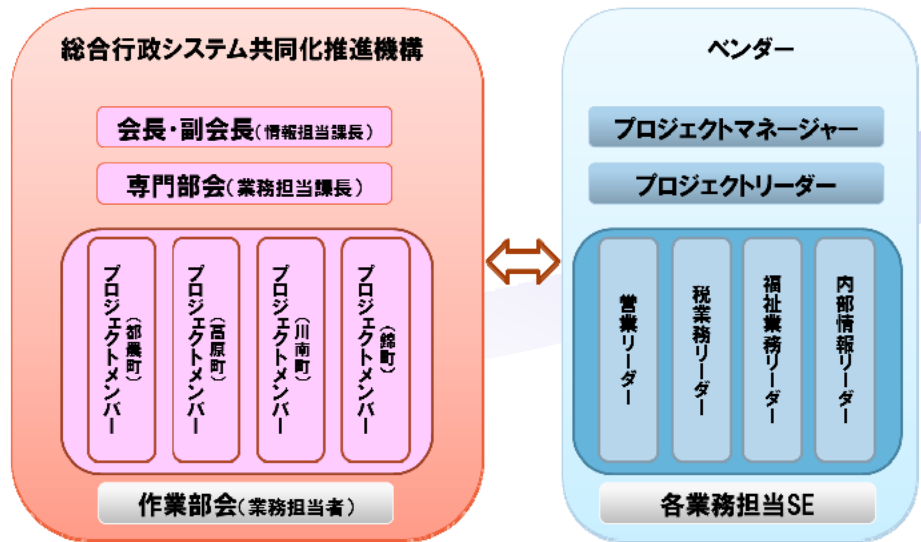 総合行政システム共同化推進機構
会長・副会長(情報担当課長)
専門部会(業務担当課長)
プロジェクトメンバー
(都農町)
プロジェクトメンバー
(高原町)
プロジェクトメンバー
(川南町)
プロジェクトメンバー
(錦町)
作業部会(業務担当者)
ベンダー
プロジェクトマネージャー
プロジェクトリーダー
営業リーダー
税業務リーダー
福祉業務リーダー
内部情報リーダー
各業務担当SE